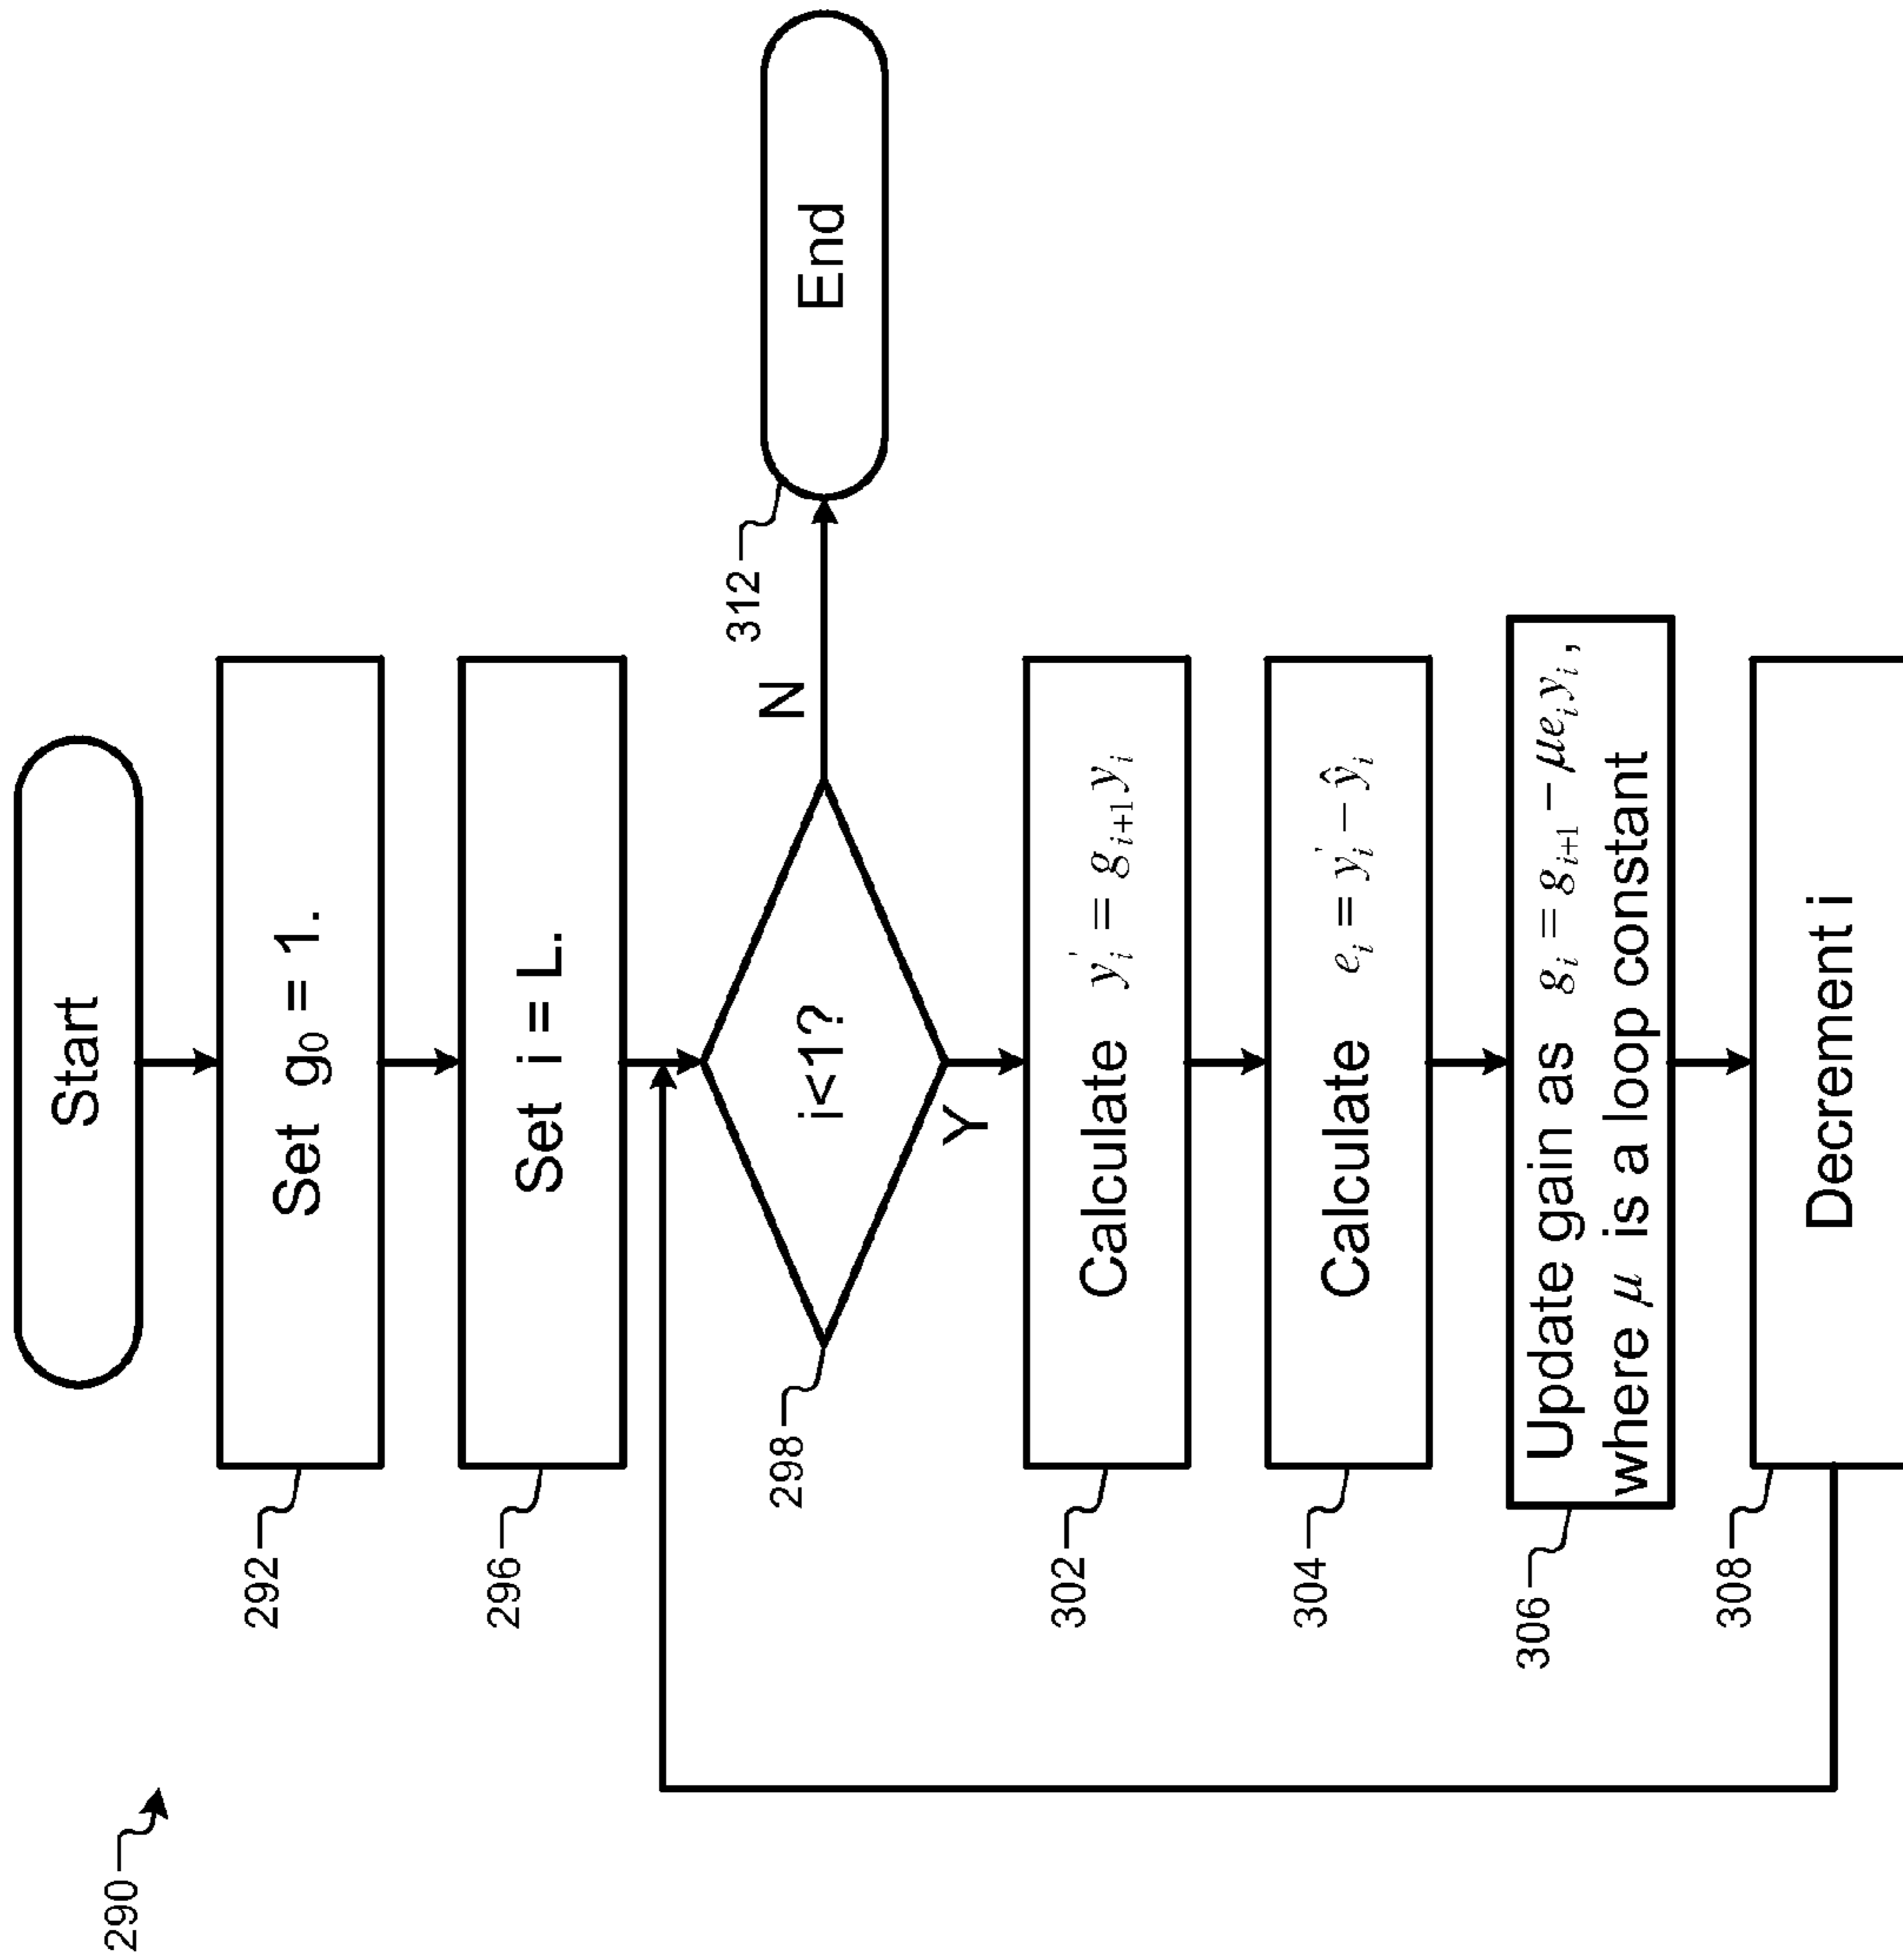 290
Start
292
Set g₀ = 1.
296
Set i = L.
298
i<1?
N
312
End
Y
302
Calculate y'ᵢ = gᵢ₊₁yᵢ
304
Calculate eᵢ = y'ᵢ − ŷᵢ
306
Update gain as gᵢ = gᵢ₊₁ − μeᵢyᵢ,
where μ is a loop constant
308
Decrement i